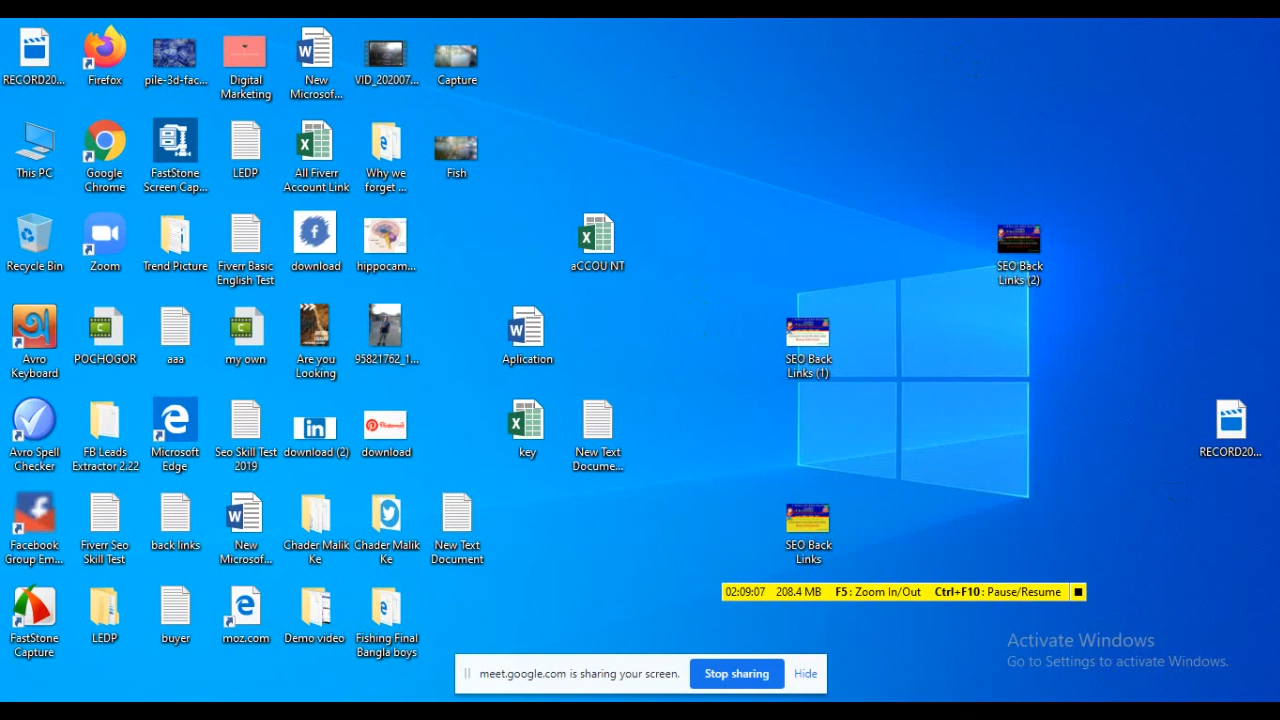 RECORD20...
Firefox
pile-3d-fac...
Digital
Marketing
New
Microsof...
VID_202007...
Capture
This PC
Google
Chrome
FastStone
Screen Cap...
LEDP
All Fiverr
Account Link
Why we
forget ...
Fish
Recycle Bin
Zoom
Trend Picture
Fiverr Basic
English Test
download
hippocam...
aCCOU NT
SEO Back
Links (2)
Avro
Keyboard
POCHOGOR
aaa
my own
Are you
Looking
95821762_1...
Aplication
SEO Back
Links (1)
Avro Spell
Checker
FB Leads
Extractor 2.22
Microsoft
Edge
Seo Skill Test
2019
download (2)
download
key
New Text
Docume...
RECORD20...
Facebook
Group Em...
Fiverr Seo
Skill Test
back links
New
Microsof...
Chader Malik
Ke
Chader Malik
Ke
New Text
Document
SEO Back
Links
FastStone
Capture
LEDP
buyer
moz.com
Demo video
Fishing Final
Bangla boys
02:09:07 208.4 MB F5: Zoom In/Out Ctrl+F10: Pause/Resume
Activate Windows
Go to Settings to activate Windows.
meet.google.com is sharing your screen. Stop sharing Hide